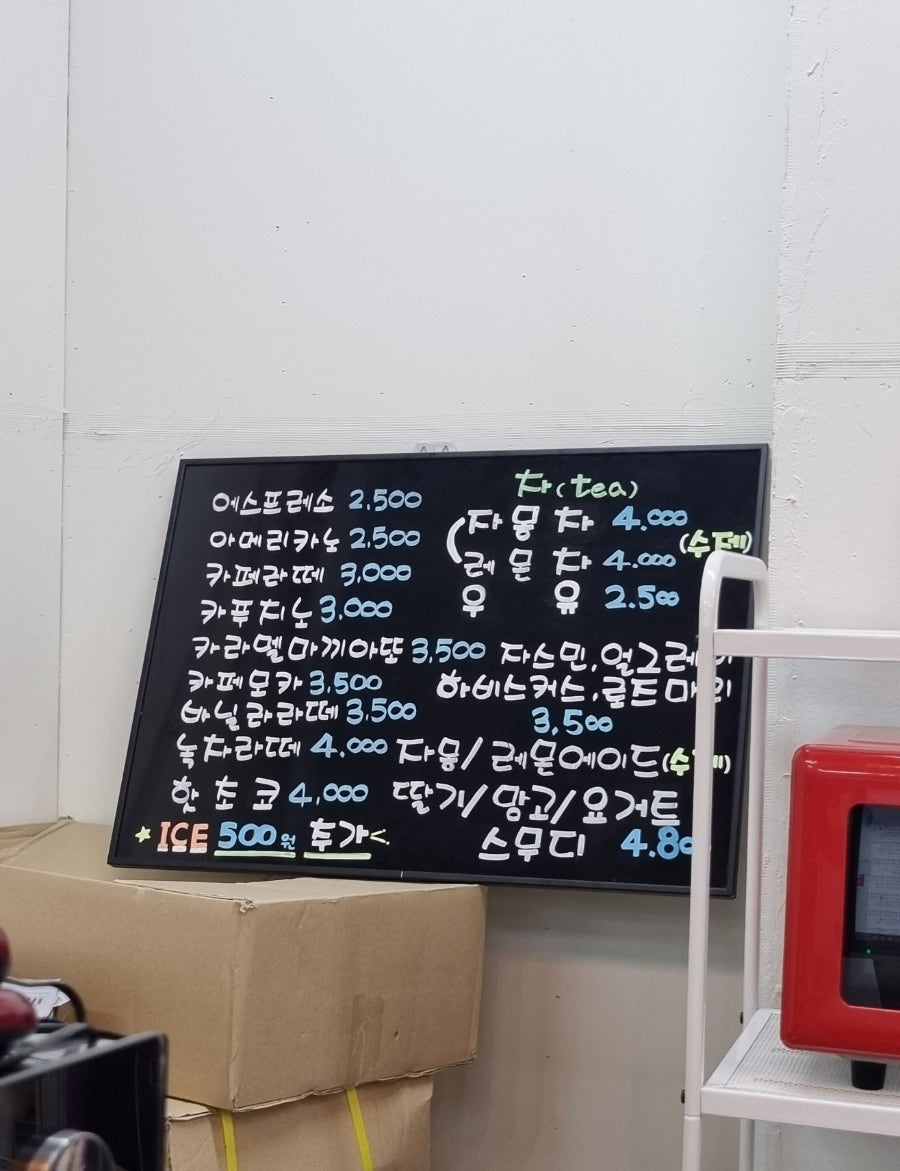 에스프레소 2,500
아메리카노 2,500
카페라떼 3,000
카푸치노 3,000
카라멜마끼아또 3,500
카페모카 3,500
바닐라라떼 3,500
녹차라떼 4,000
핫초코 4,000
ICE 500원 추가
차(tea)
자몽차 4,000
레몬차 4,000
(수제)
우유 2.500
자스민, 얼그레이
하비스커스, 루트마리
3,500
자몽/레몬에이드(수제)
딸기/망고/요거트
스무디 4.80